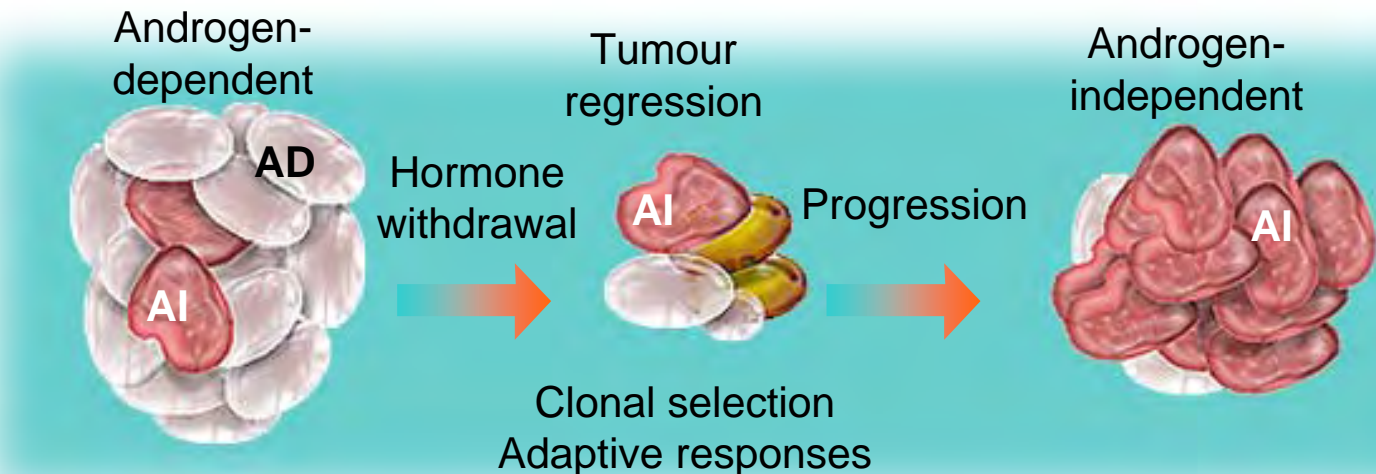 Androgen-
dependent
AD
AI
Hormone
withdrawal
Tumour
regression
AI
Clonal selection
Adaptive responses
Progression
Androgen-
independent
AI